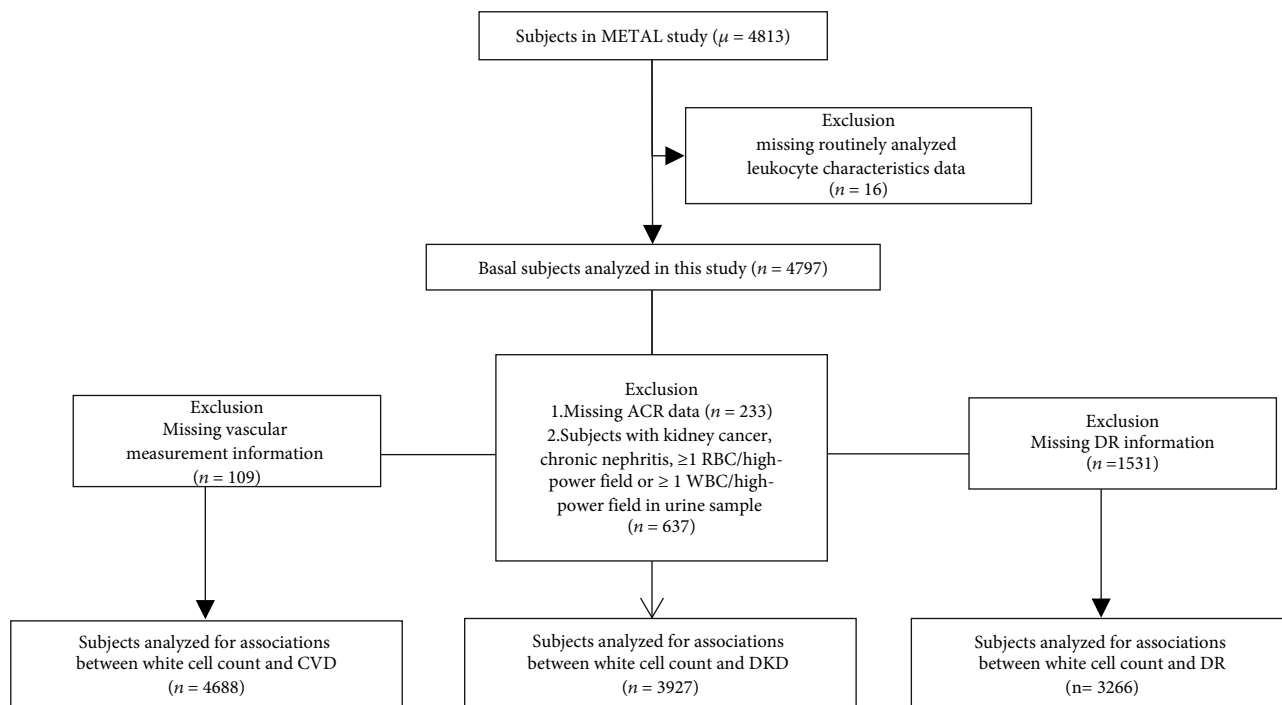 Subjects in METAL study (μ = 4813)
Exclusion
missing routinely analyzed
leukocyte characteristics data
(n = 16)
Basal subjects analyzed in this study (n = 4797)
Exclusion
Missing vascular
measurement information
(n = 109)
Exclusion
1.Missing ACR data (n = 233)
2.Subjects with kidney cancer,
chronic nephritis, ≥1 RBC/high-
power field or ≥ 1 WBC/high-
power field in urine sample
(n = 637)
Exclusion
Missing DR information
(n =1531)
Subjects analyzed for associations
between white cell count and CVD
(n = 4688)
Subjects analyzed for associations
between white cell count and DKD
(n = 3927)
Subjects analyzed for associations
between white cell count and DR
(n= 3266)